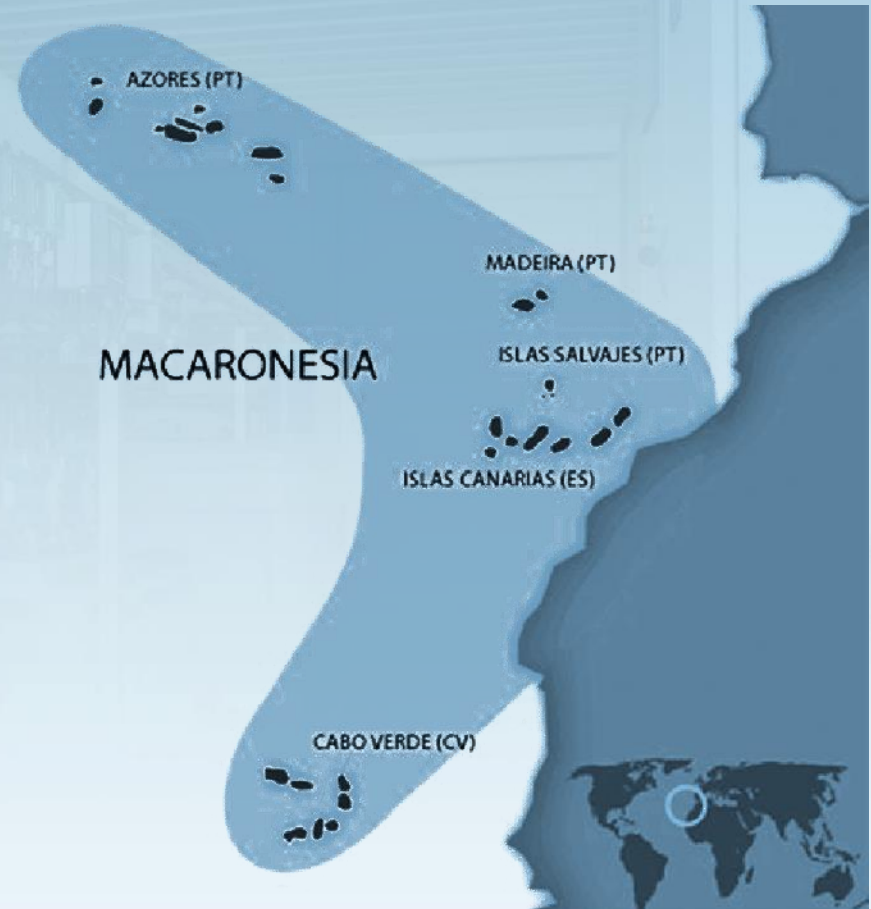 AZORES (PT)
MADEIRA (PT)
MACARONESIA
ISLAS SALVAJES (PT)
ISLAS CANARIAS (ES)
CABO VERDE (CV)